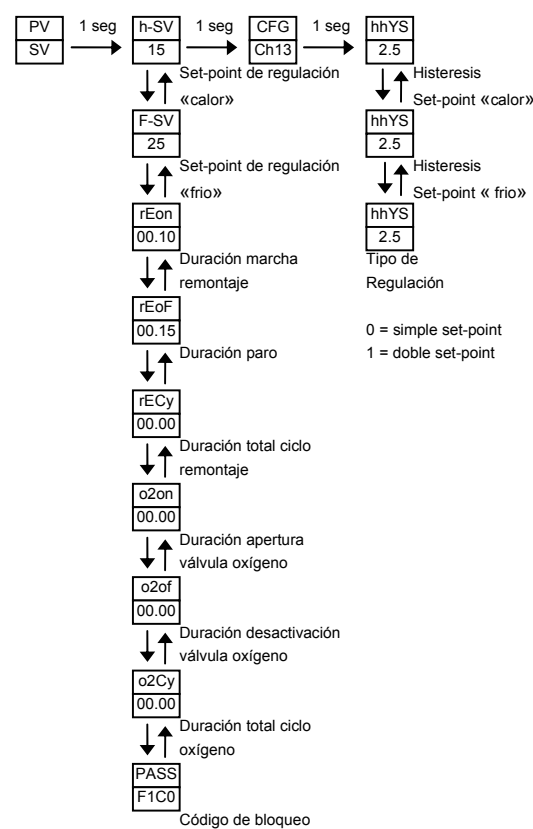 PV
SV
1 seg
h-SV
15
1 seg
CFG
Ch13
1 seg
hhYS
2.5
Set-point de regulación
«calor»
F-SV
25
Set-point de regulación
«frio»
rEon
00.10
Duración marcha
remontaje
rEoF
00.15
Duración paro
rECy
00.00
Duración total ciclo
remontaje
o2on
00.00
Duración apertura
válvula oxígeno
o2of
00.00
Duración desactivación
válvula oxígeno
o2Cy
00.00
Duración total ciclo
oxígeno
PASS
F1C0
Código de bloqueo
Histeresis
Set-point «calor»
hhYS
2.5
Histeresis
Set-point « frio»
hhYS
2.5
Tipo de
Regulación
0 = simple set-point
1 = doble set-point